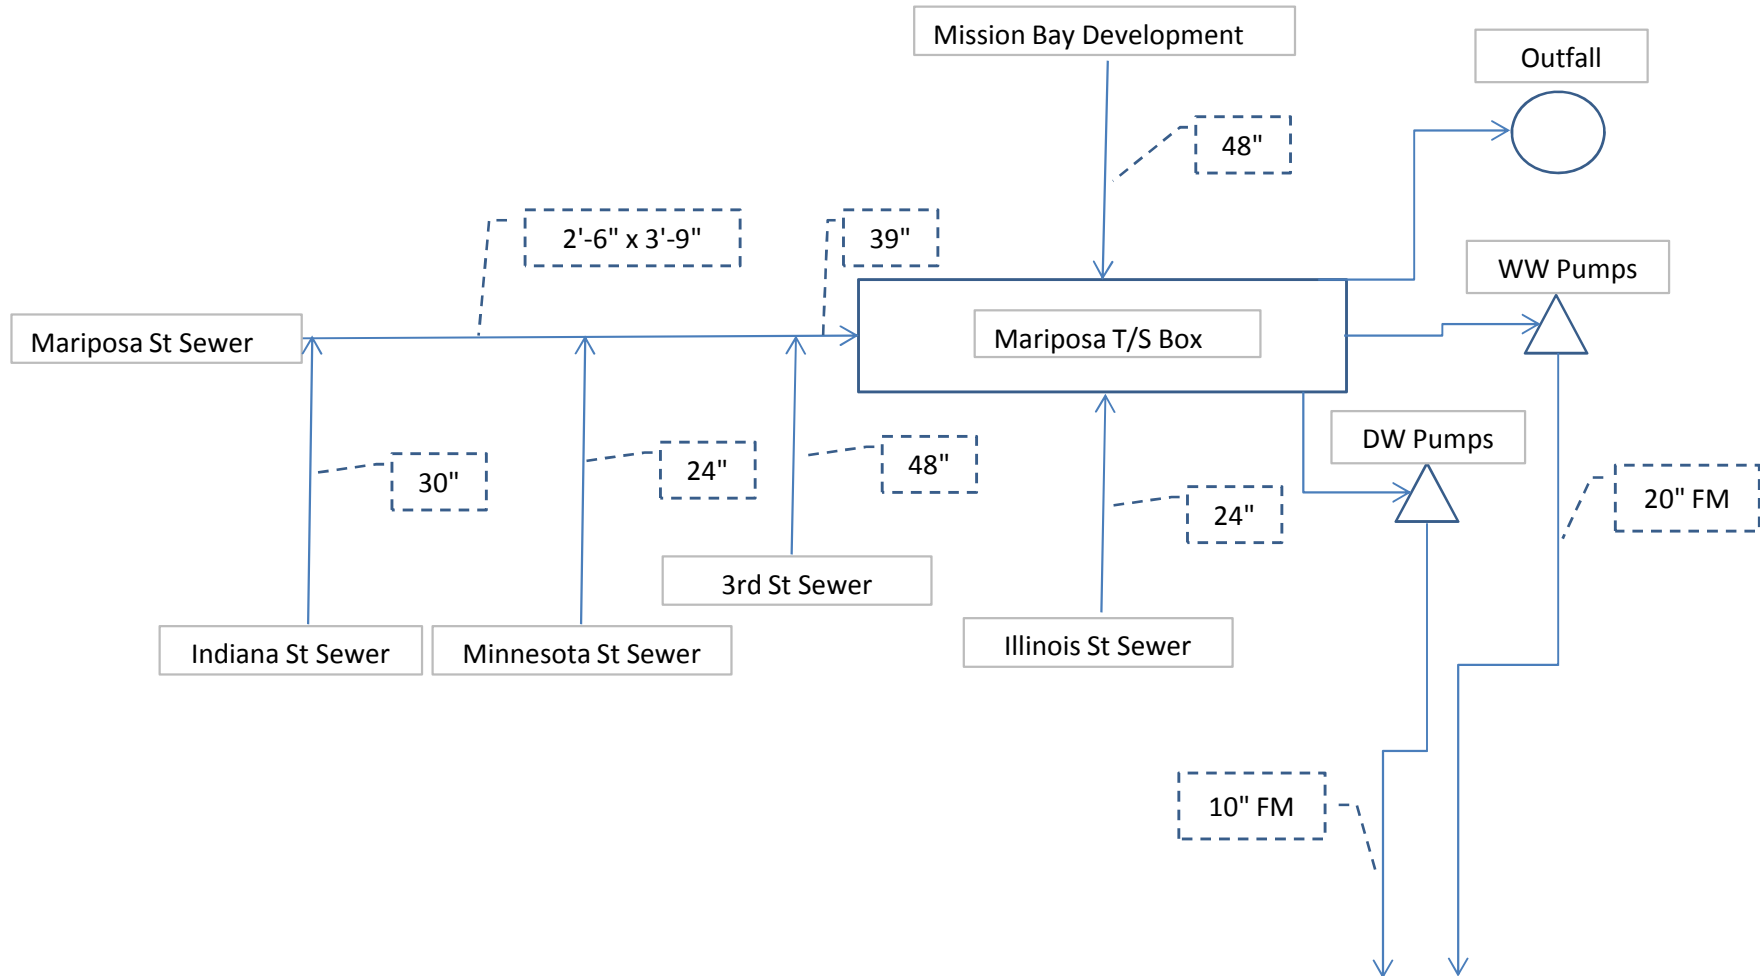 Mission Bay Development
Outfall
48"
2'-6" x 3'-9"
39"
WW Pumps
Mariposa St Sewer
Mariposa T/S Box
DW Pumps
30"
24"
48"
24"
20" FM
3rd St Sewer
Indiana St Sewer
Minnesota St Sewer
Illinois St Sewer
10" FM